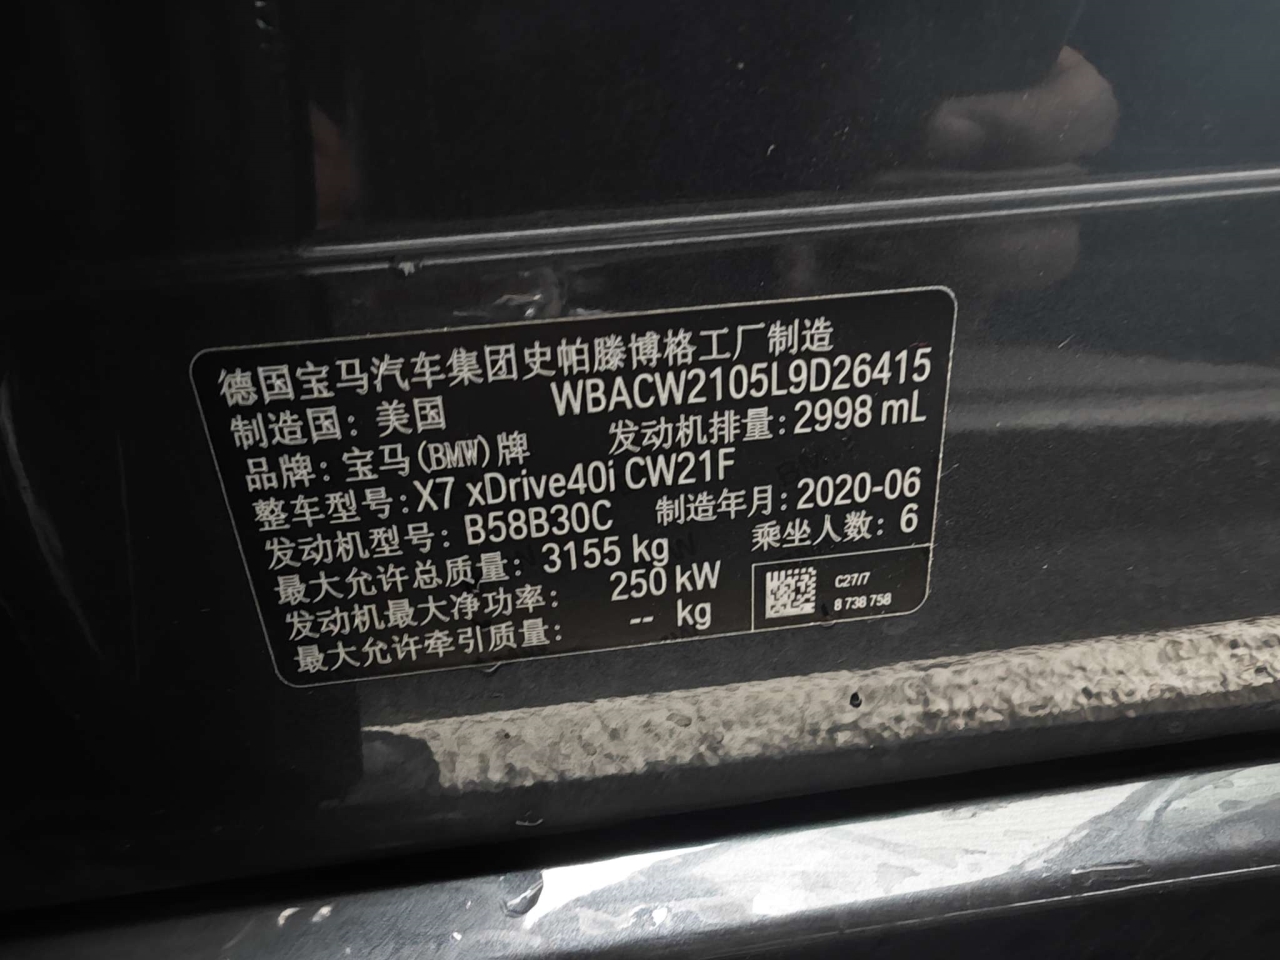 德国宝马汽车集团史帕滕博格工厂制造
制造国：美国 WBACW2105L9D26415
品牌：宝马(BMW)牌 发动机排量：2998 mL
整车型号：X7 xDrive40i CW21F
发动机型号：B58B30C 制造年月：2020-06
最大允许总质量：3155 kg 乘坐人数：6
发动机最大净功率： 250 kW
最大允许牵引质量： -- kg
C27/7
8 738 758